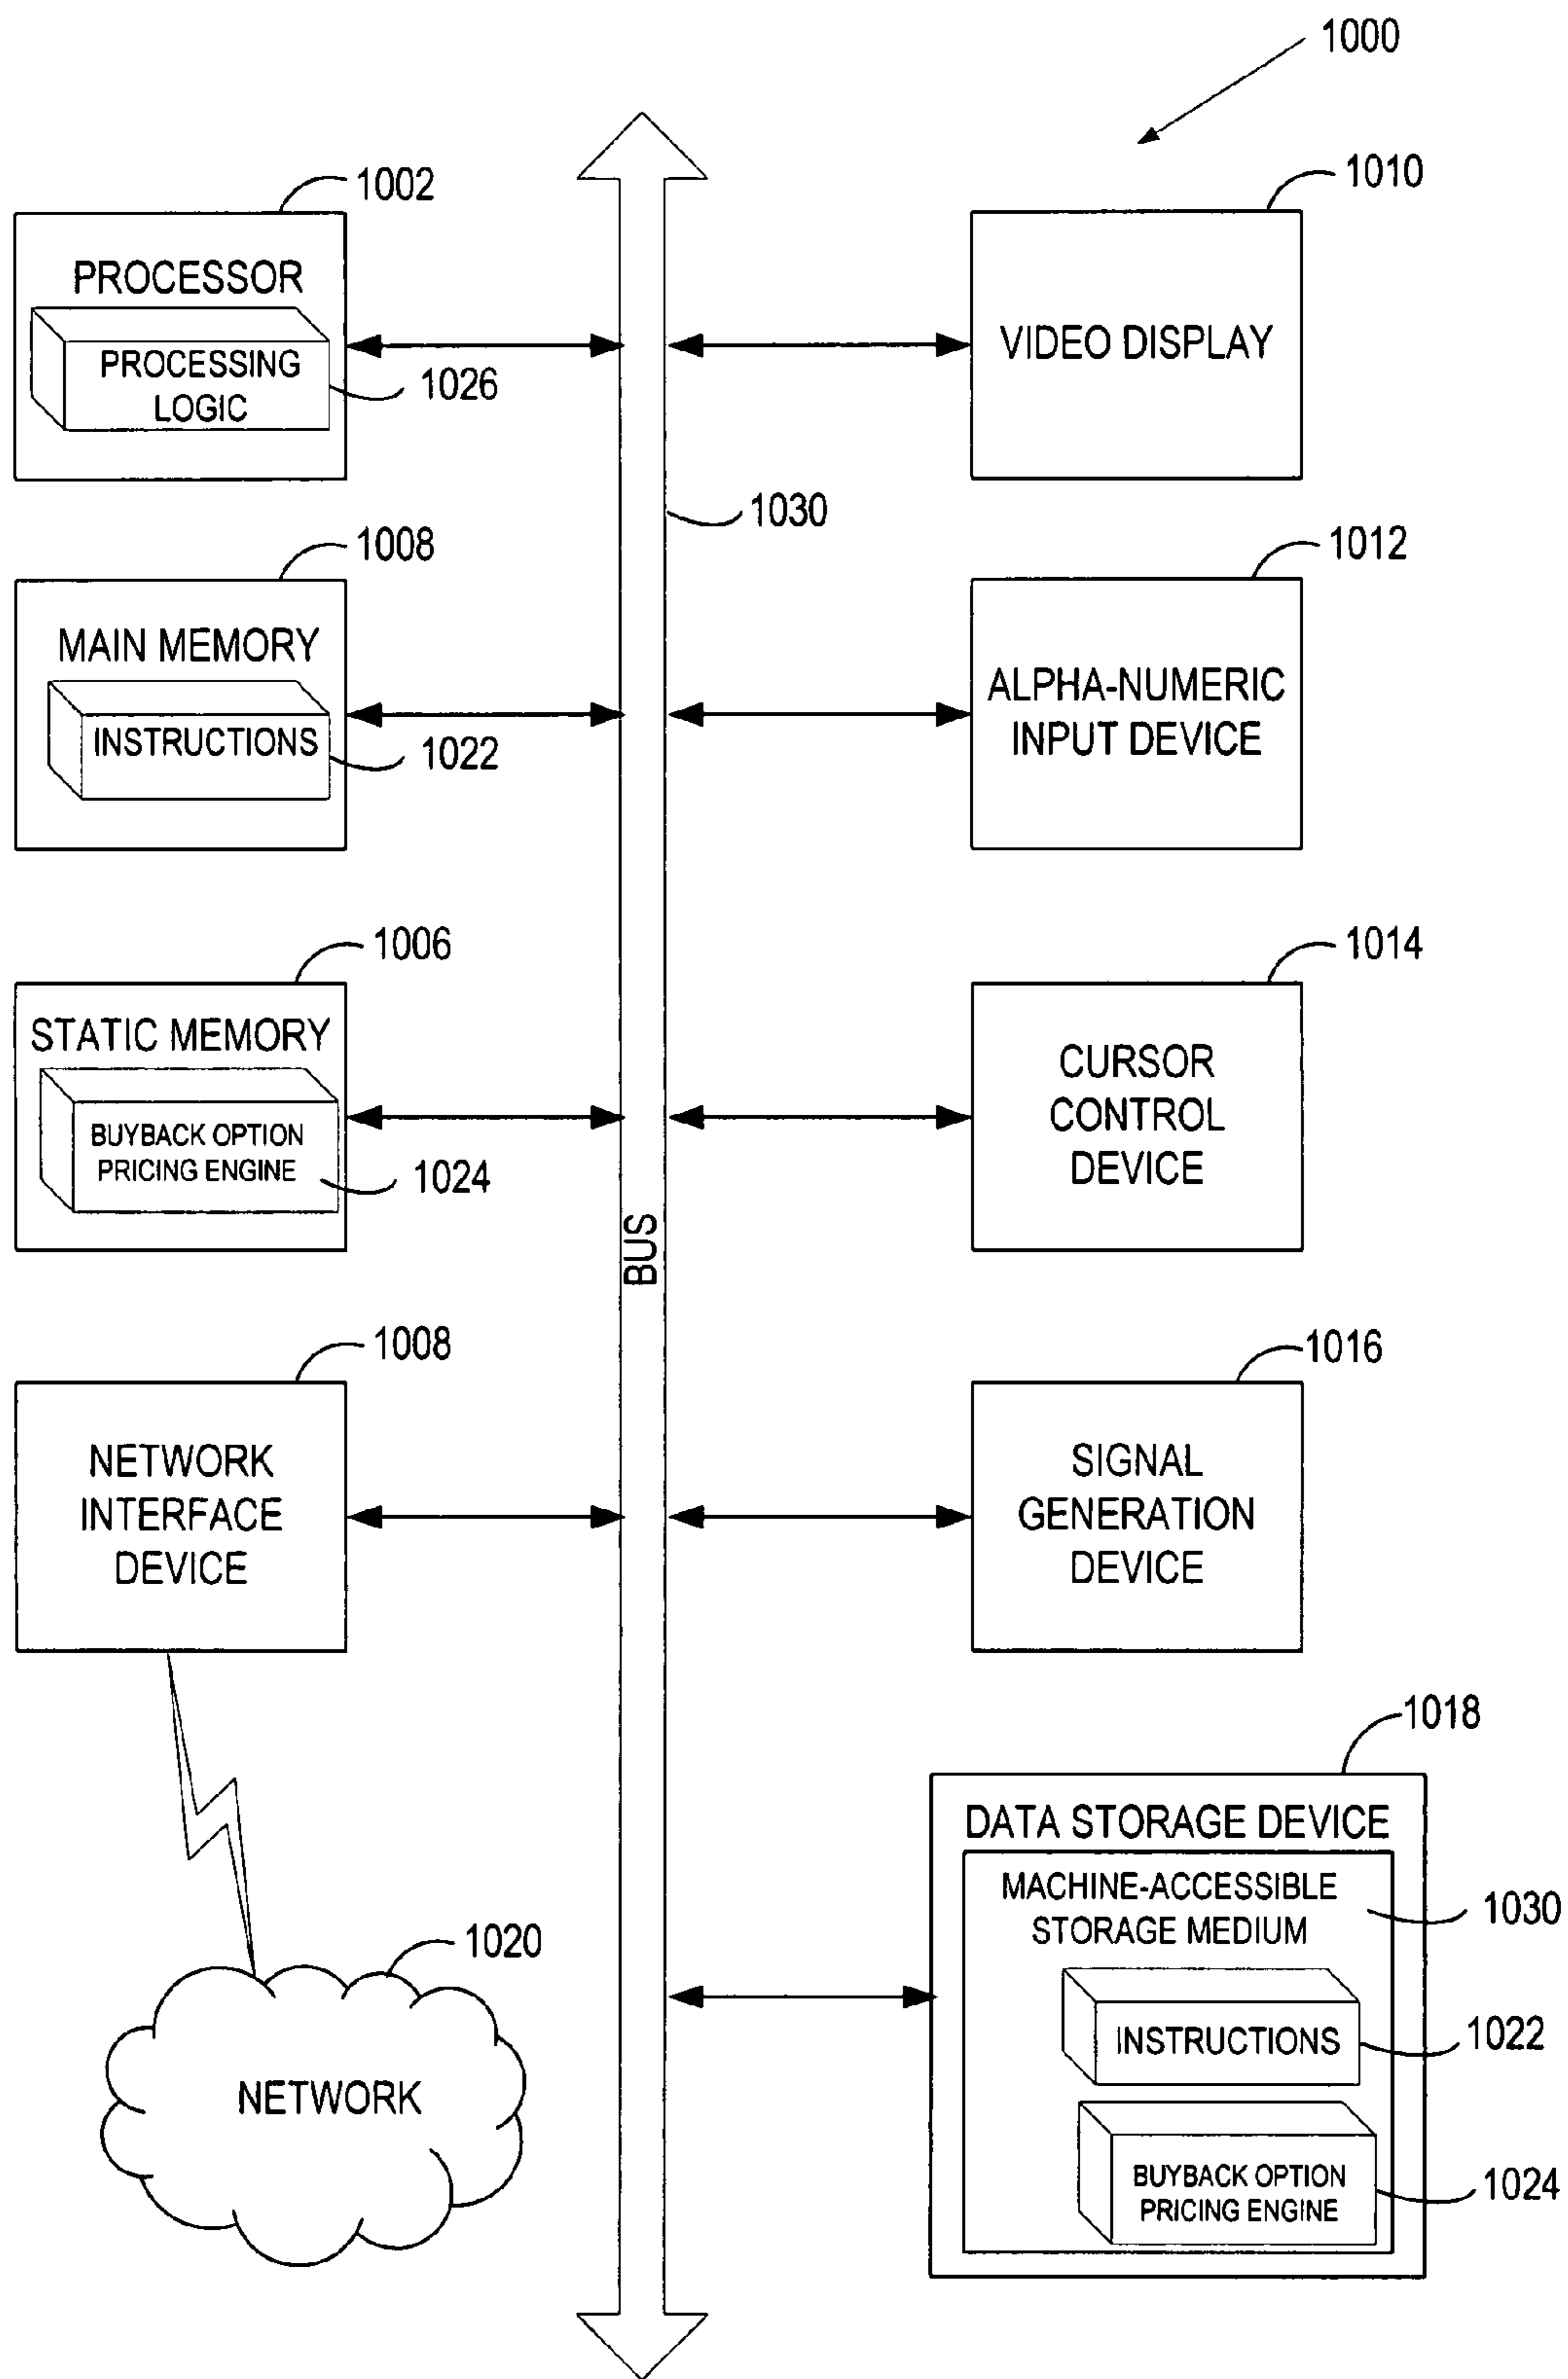 1000
1002
PROCESSOR
PROCESSING
LOGIC
1026
1010
VIDEO DISPLAY
1030
1008
MAIN MEMORY
INSTRUCTIONS
1022
1012
ALPHA-NUMERIC
INPUT DEVICE
1006
STATIC MEMORY
BUYBACK OPTION
PRICING ENGINE
1024
1014
CURSOR
CONTROL
DEVICE
BUS
1008
NETWORK
INTERFACE
DEVICE
1016
SIGNAL
GENERATION
DEVICE
1018
DATA STORAGE DEVICE
MACHINE-ACCESSIBLE
STORAGE MEDIUM
1030
INSTRUCTIONS
1022
BUYBACK OPTION
PRICING ENGINE
1024
1020
NETWORK